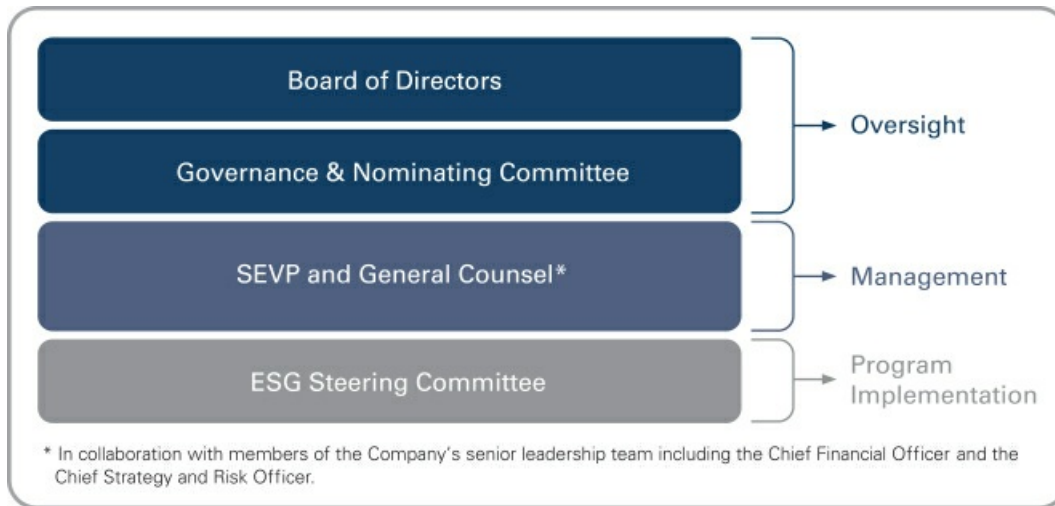 Board of Directors
Oversight
Governance & Nominating Committee
SEVP and General Counsel*
Management
ESG Steering Committee
Program
Implementation
* In collaboration with members of the Company's senior leadership team including the Chief Financial Officer and the
Chief Strategy and Risk Officer.